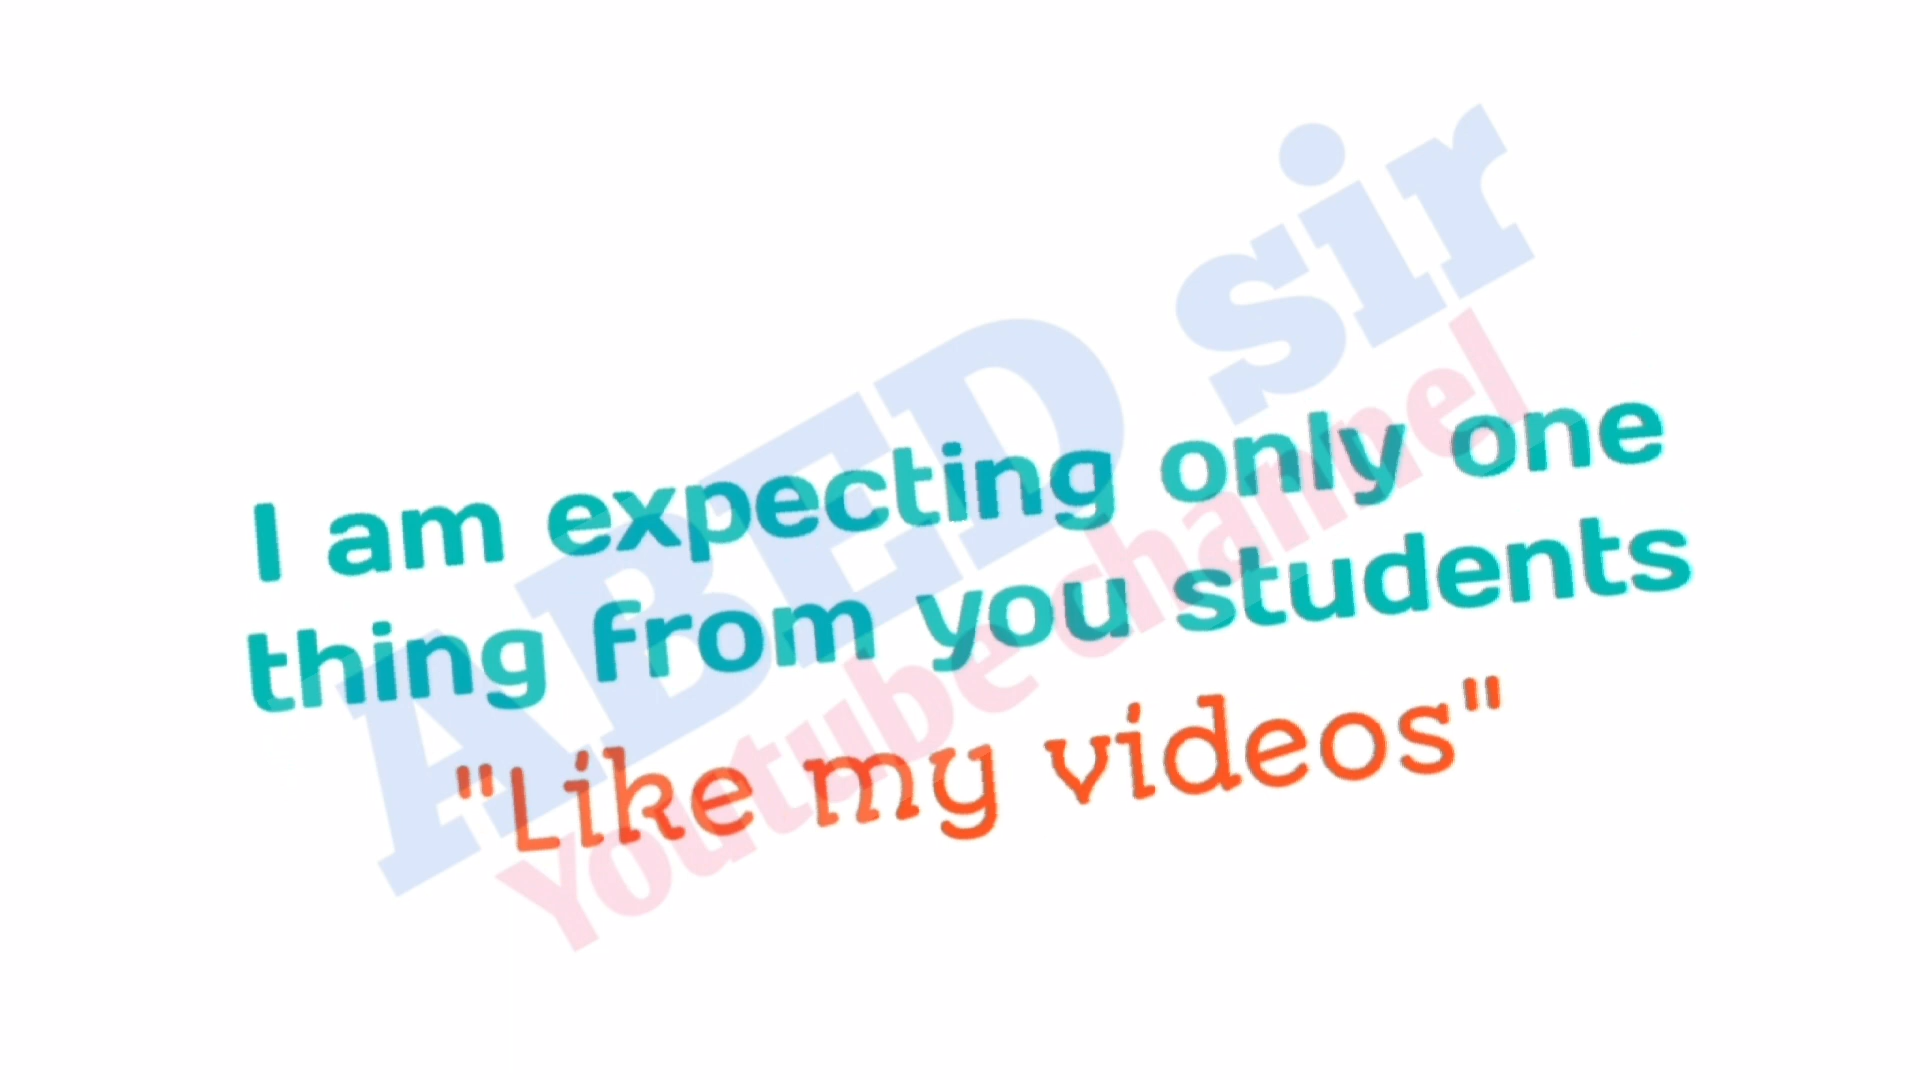 I am expecting only one
thing from you students
"Like my videos"
ABED sir
Youtube channel